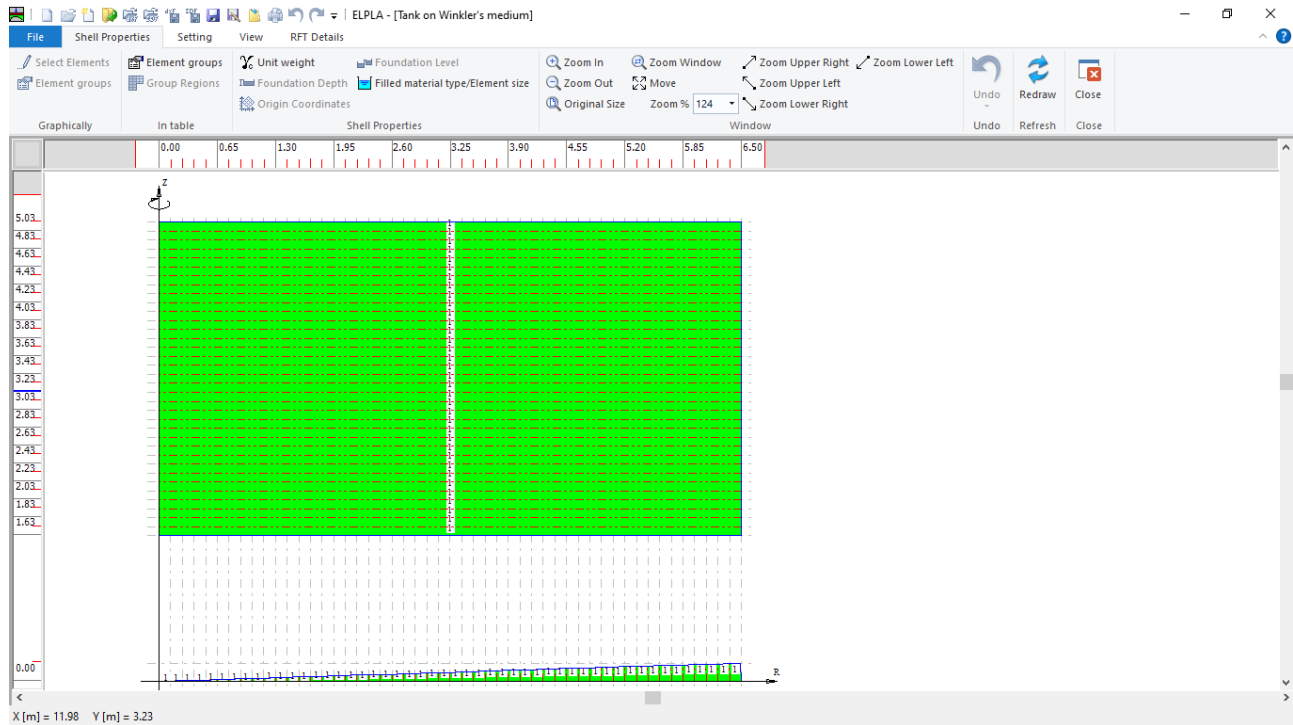 ELPLA - [Tank on Winkler's medium]
File Shell Properties Setting View RFT Details
Select Elements Element groups Unit weight Foundation Level Zoom In Zoom Window Zoom Upper Right Zoom Lower Left
Element groups Group Regions Foundation Depth Filled material type/Element size Zoom Out Move Zoom Upper Left
Origin Coordinates Original Size Zoom % 124 Zoom Lower Right
Undo Redraw Close
Graphically In table Shell Properties Window Undo Refresh Close
0.00 0.65 1.30 1.95 2.60 3.25 3.90 4.55 5.20 5.85 6.50
Z
5.03
4.83
4.63
4.43
4.23
4.03
3.83
3.63
3.43
3.23
3.03
2.83
2.63
2.43
2.23
2.03
1.83
1.63
0.00
R
X [m] = 11.98 Y [m] = 3.23